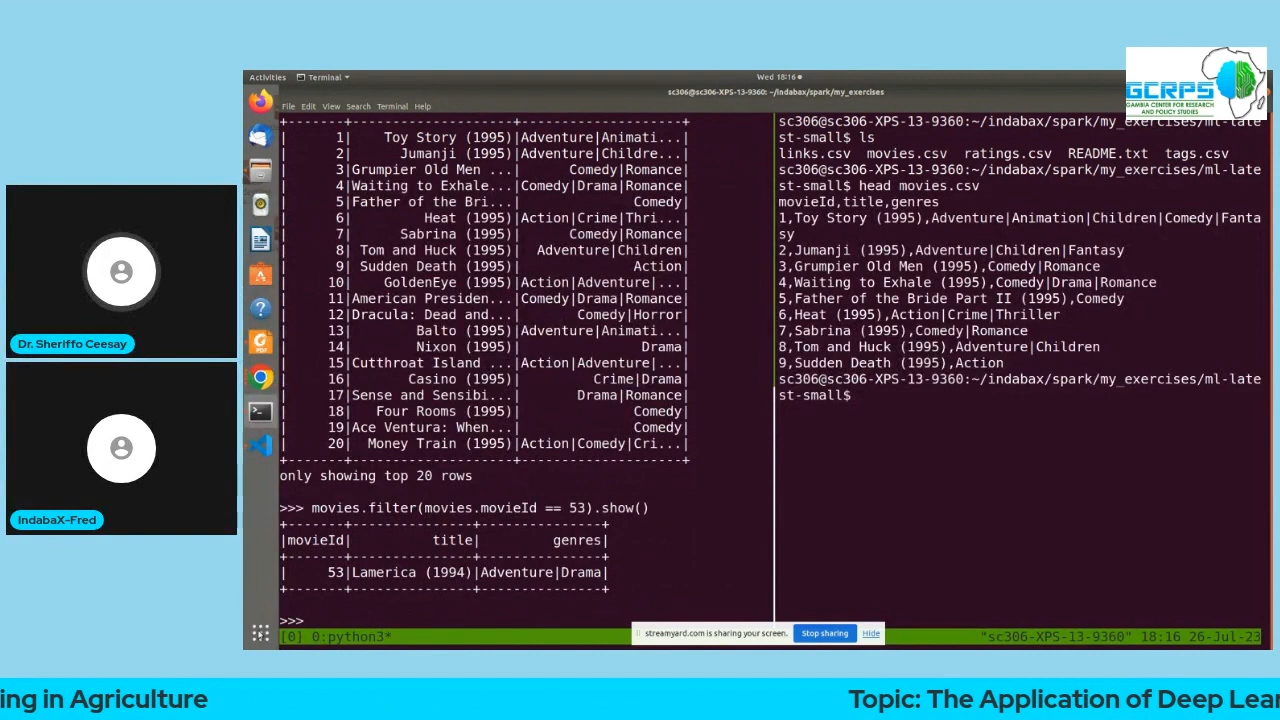 GCRPS
GAMBIA CENTER FOR RESEARCH
AND POLICY STUDIES
Activities Terminal Wed 18:16
sc306@sc306-XPS-13-9360: ~/indabax/spark/my_exercises
File Edit View Search Terminal Help
+-------+--------------------+--------------------+
| 1| Toy Story (1995)|Adventure|Animati...|
| 2| Jumanji (1995)|Adventure|Childre...|
| 3|Grumpier Old Men ...| Comedy|Romance|
| 4|Waiting to Exhale...|Comedy|Drama|Romance|
| 5|Father of the Bri...| Comedy|
| 6| Heat (1995)|Action|Crime|Thri...|
| 7| Sabrina (1995)| Comedy|Romance|
| 8| Tom and Huck (1995)| Adventure|Children|
| 9| Sudden Death (1995)| Action|
| 10| GoldenEye (1995)|Action|Adventure|...|
| 11|American Presiden...|Comedy|Drama|Romance|
| 12|Dracula: Dead and...| Comedy|Horror|
| 13| Balto (1995)|Adventure|Animati...|
| 14| Nixon (1995)| Drama|
| 15|Cutthroat Island ...|Action|Adventure|...|
| 16| Casino (1995)| Crime|Drama|
| 17|Sense and Sensibi...| Drama|Romance|
| 18| Four Rooms (1995)| Comedy|
| 19|Ace Ventura: When...| Comedy|
| 20| Money Train (1995)|Action|Comedy|Cri...|
+-------+--------------------+--------------------+
only showing top 20 rows
>>> movies.filter(movies.movieId == 53).show()
+-------+---------------+---------------+
|movieId| title| genres|
+-------+---------------+---------------+
| 53|Lamerica (1994)|Adventure|Drama|
+-------+---------------+---------------+
>>>
[0] 0:python3*
sc306@sc306-XPS-13-9360:~/indabax/spark/my_exercises/ml-late
st-small$ ls
links.csv movies.csv ratings.csv README.txt tags.csv
sc306@sc306-XPS-13-9360:~/indabax/spark/my_exercises/ml-late
st-small$ head movies.csv
movieId,title,genres
1,Toy Story (1995),Adventure|Animation|Children|Comedy|Fanta
sy
2,Jumanji (1995),Adventure|Children|Fantasy
3,Grumpier Old Men (1995),Comedy|Romance
4,Waiting to Exhale (1995),Comedy|Drama|Romance
5,Father of the Bride Part II (1995),Comedy
6,Heat (1995),Action|Crime|Thriller
7,Sabrina (1995),Comedy|Romance
8,Tom and Huck (1995),Adventure|Children
9,Sudden Death (1995),Action
sc306@sc306-XPS-13-9360:~/indabax/spark/my_exercises/ml-late
st-small$
"sc306-XPS-13-9360" 18:16 26-Jul-23
streamyard.com is sharing your screen. Stop sharing Hide
Dr. Sheriffo Ceesay
IndabaX-Fred
ing in Agriculture
Topic: The Application of Deep Lear